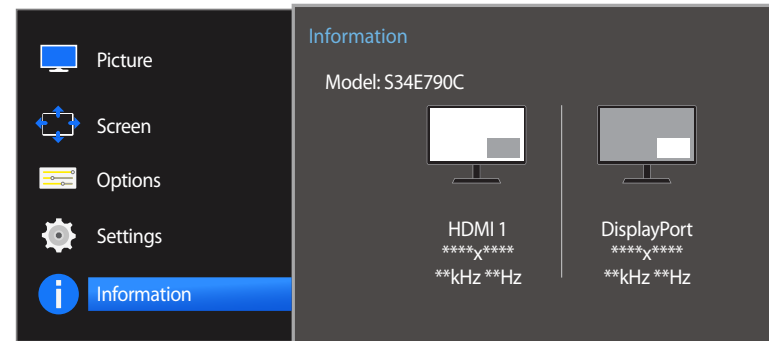 Picture
Screen
Options
Settings
Information
Information
Model: S34E790C
HDMI 1
****x****
**kHz **Hz
DisplayPort
****x****
**kHz **Hz